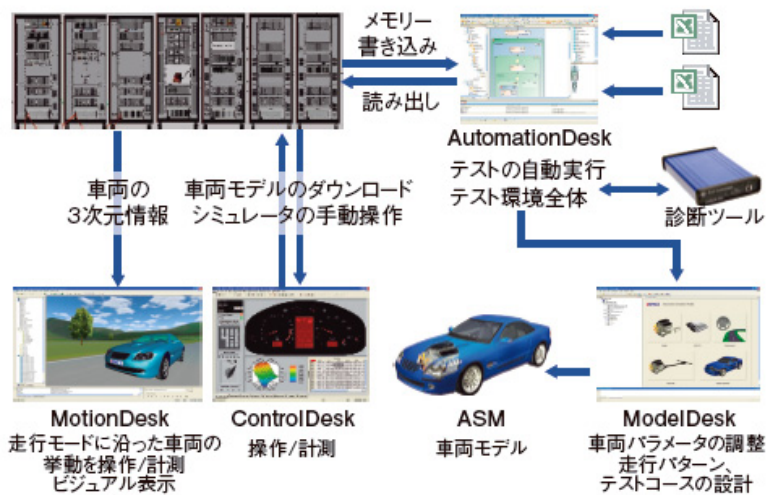 メモリー
書き込み
読み出し
AutomationDesk
テストの自動実行
テスト環境全体
診断ツール
車両の
3次元情報
車両モデルのダウンロード
シミュレータの手動操作
MotionDesk
走行モードに沿った車両の
挙動を操作/計測
ビジュアル表示
ControlDesk
操作/計測
ASM
車両モデル
ModelDesk
車両パラメータの調整
走行パターン、
テストコースの設計